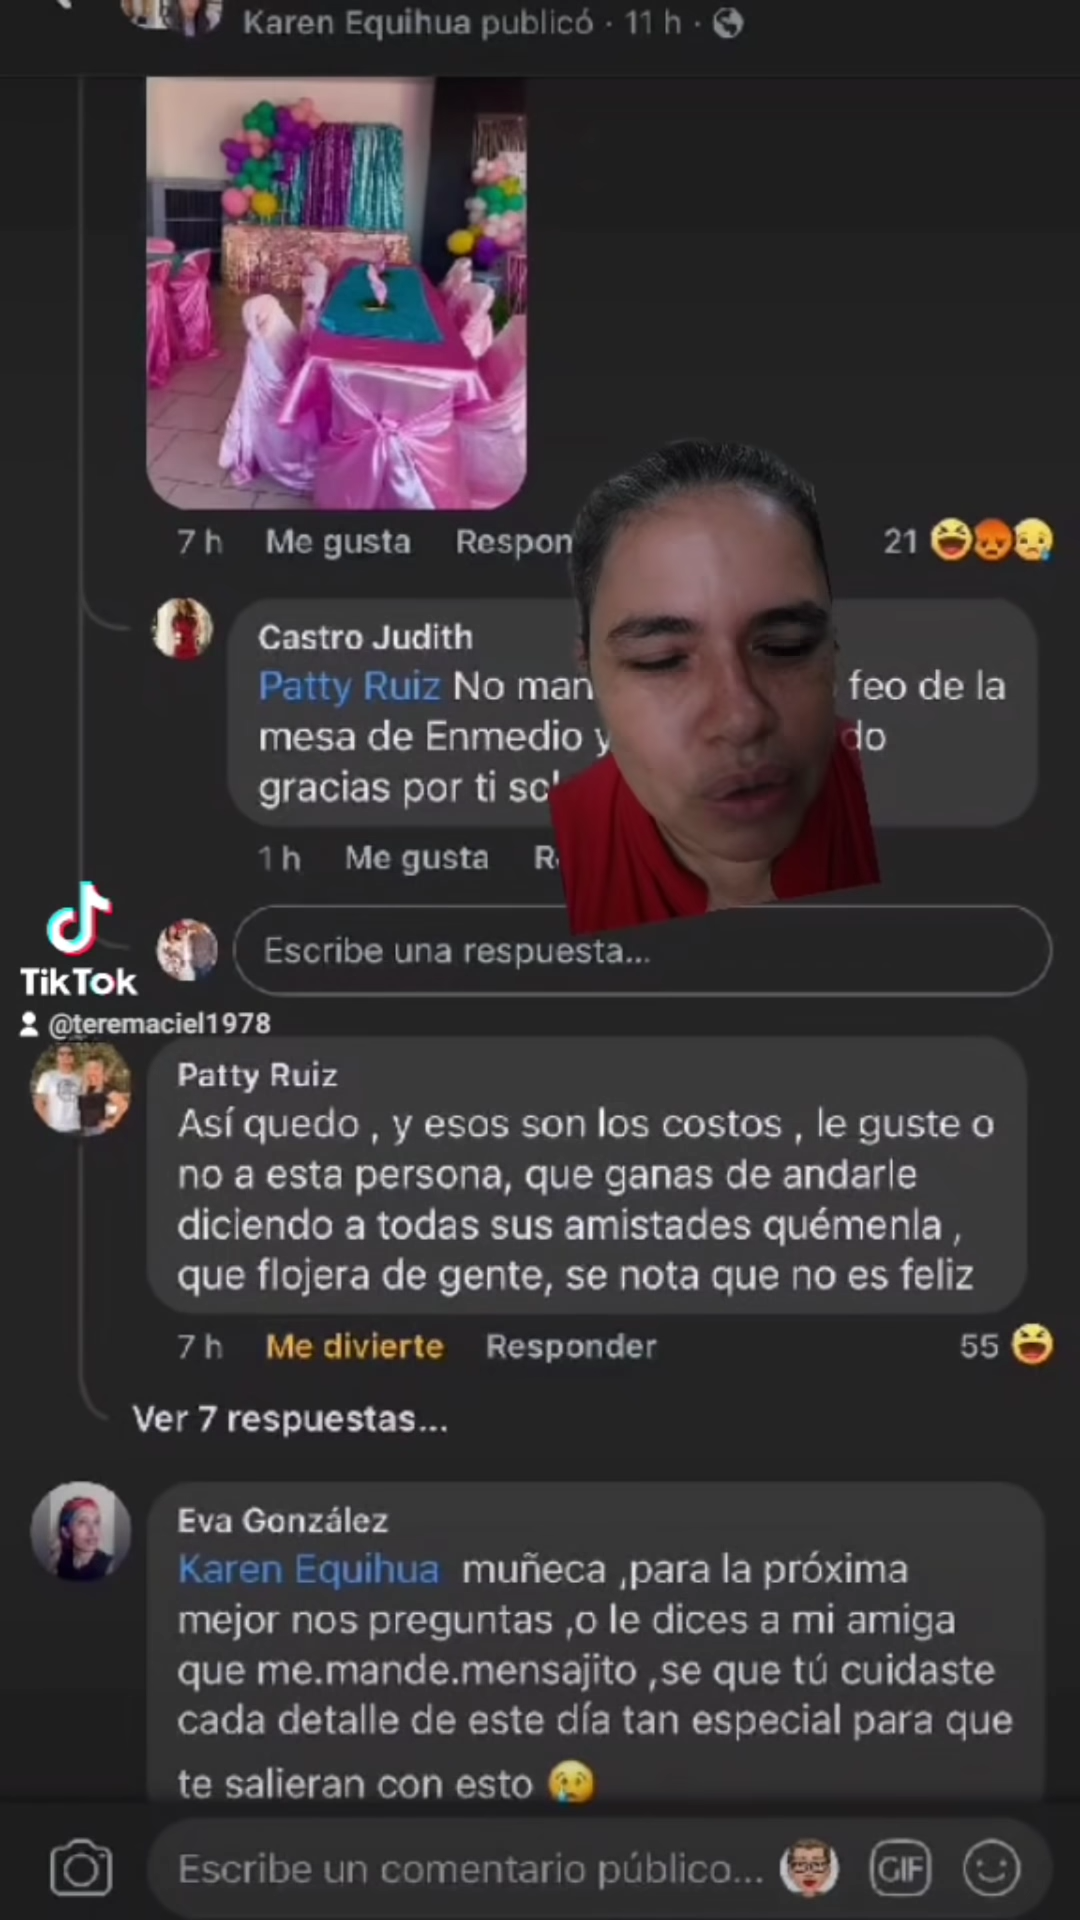 Karen Equihua publicó · 11 h ·
7 h Me gusta Respon
21
Castro Judith
Patty Ruiz No man feo de la
mesa de Enmedio y do
gracias por ti sol
1 h Me gusta R
Escribe una respuesta...
TikTok
@teremaciel1978
Patty Ruiz
Así quedo , y esos son los costos , le guste o
no a esta persona, que ganas de andarle
diciendo a todas sus amistades quémenla ,
que flojera de gente, se nota que no es feliz
7 h Me divierte Responder 55
Ver 7 respuestas...
Eva González
Karen Equihua muñeca ,para la próxima
mejor nos preguntas ,o le dices a mi amiga
que me.mande.mensajito ,se que tú cuidaste
cada detalle de este día tan especial para que
te salieran con esto 😢
Escribe un comentario público...
GIF